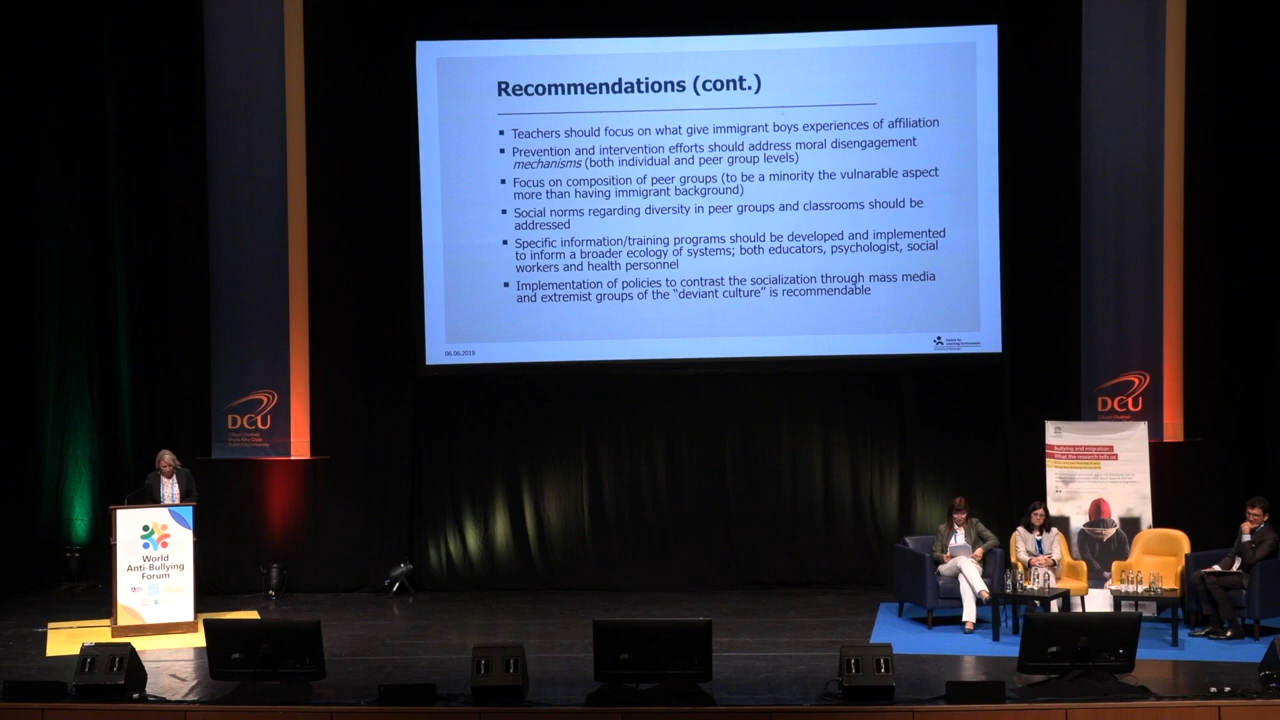 Recommendations (cont.)
Teachers should focus on what give immigrant boys experiences of affiliation
Prevention and intervention efforts should address moral disengagement
mechanisms (both individual and peer group levels)
Focus on composition of peer groups (to be a minority the vulnarable aspect
more than having immigrant background)
Social norms regarding diversity in peer groups and classrooms should be
addressed
Specific information/training programs should be developed and implemented
to inform a broader ecology of systems; both educators, psychologist, social
workers and health personnel
Implementation of policies to contrast the socialization through mass media
and extremist groups of the "deviant culture" is recommendable
06.06.2019
Centre for
Learning Environment
DCU
DCU
World
Anti-Bullying
Forum
Bullying and migration:
What the research tells us